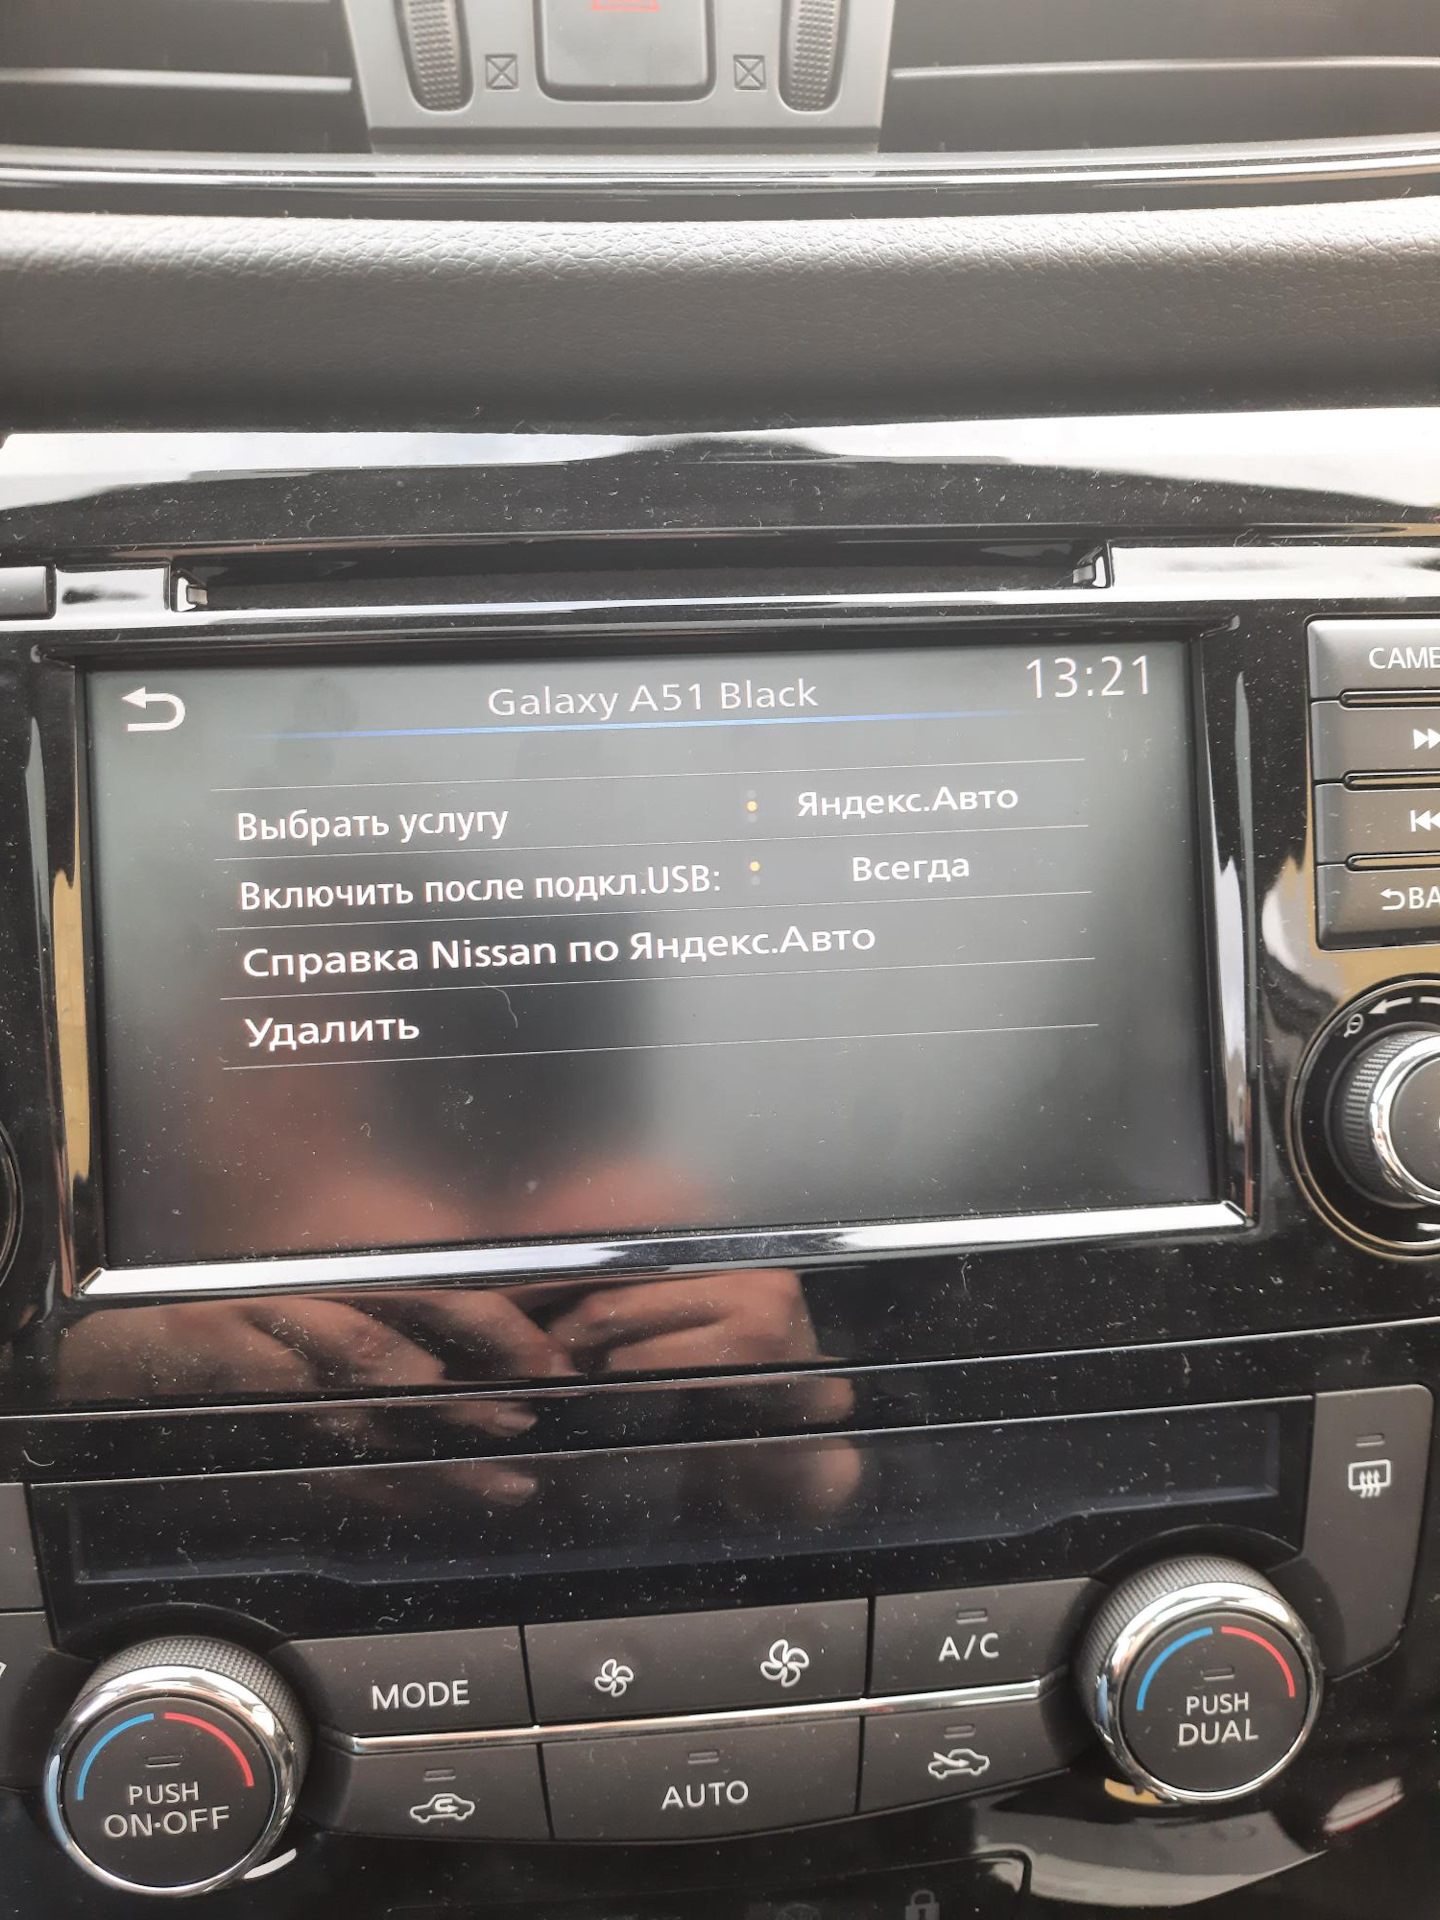 Galaxy A51 Black
13:21
Выбрать услугу
Яндекс.Авто
Включить после подкл.USB:
Всегда
Справка Nissan по Яндекс.Авто
Удалить
MODE
A/C
AUTO
PUSH
ON·OFF
PUSH
DUAL